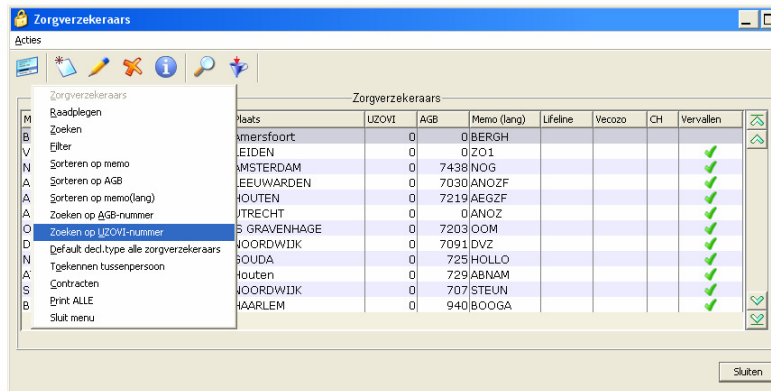 Zorgverzekeraars
Acties
Zorgverzekeraars
Zorgverzekeraars
Raadplegen
Zoeken
Filter
Sorteren op memo
Sorteren op AGB
Sorteren op memo(lang)
Zoeken op AGB-nummer
Zoeken op UZOVI-nummer
Default decl.type alle zorgverzekeraars
Toekennen tussenpersoon
Contracten
Print ALLE
Sluit menu
M Plaats UZOVI AGB Memo (lang) Lifeline Vecozo CH Vervallen
B Amersfoort 0 0 BERGH
V LEIDEN 0 0 ZO1
N AMSTERDAM 0 7438 NOG
A LEEUWARDEN 0 7030 ANOZF
A HOUTEN 0 7219 AEGZF
A UTRECHT 0 0 ANOZ
O 'S GRAVENHAGE 0 7203 OOM
D NOORDWIJK 0 7091 DVZ
N GOUDA 0 725 HOLLO
A Houten 0 729 ABNAM
S NOORDWIJK 0 707 STEUN
B HAARLEM 0 940 BOOGA
Sluiten